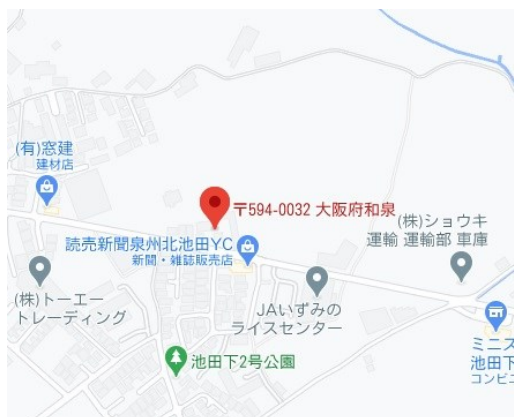 (有)窓建
建材店
〒594-0032 大阪府和泉
読売新聞泉州北池田YC
新聞・雑誌販売店
(株)ショウキ
運輸 運輸部 車庫
(株)トーエー
トレーディング
JAいずみの
ライスセンター
ミニス
池田下
コンビニ
池田下2号公園